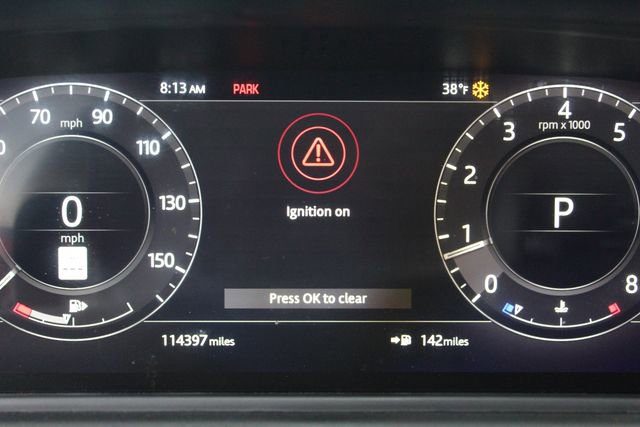 8:13 AM PARK 38°F
70 mph 90
110
130
150
0
mph
Ignition on
Press OK to clear
114397 miles
142 miles
3 4 5
rpm x 1000
2
1
0
8
P